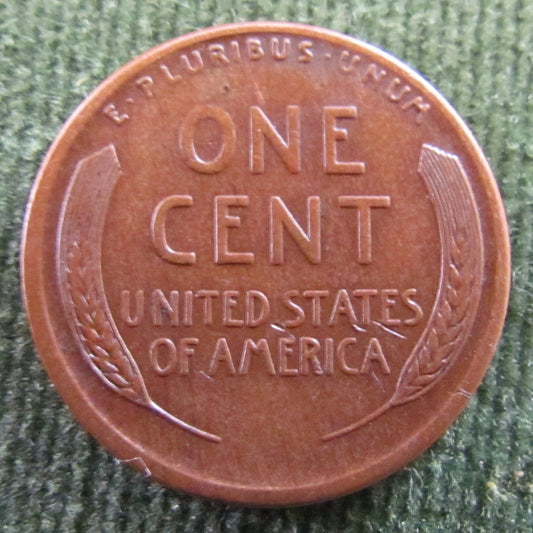 E·PLURIBUS·UNUM
ONE
CENT
UNITED STATES
OF AMERICA